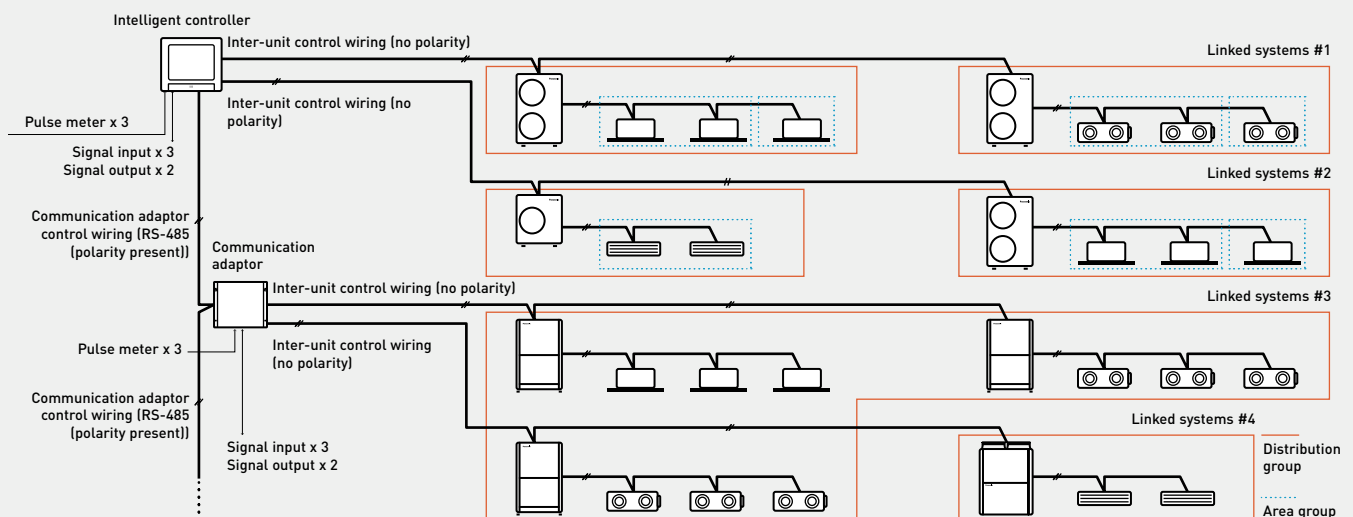 Intelligent controller
Inter-unit control wiring (no polarity)
Linked systems #1
Inter-unit control wiring (no
polarity)
Pulse meter x 3
Signal input x 3
Signal output x 2
Linked systems #2
Communication adaptor
control wiring (RS-485
(polarity present))
Communication
adaptor
Inter-unit control wiring (no polarity)
Linked systems #3
Pulse meter x 3
Inter-unit control wiring
(no polarity)
Communication adaptor
control wiring (RS-485
(polarity present))
Signal input x 3
Signal output x 2
Linked systems #4
Distribution
group
Area group